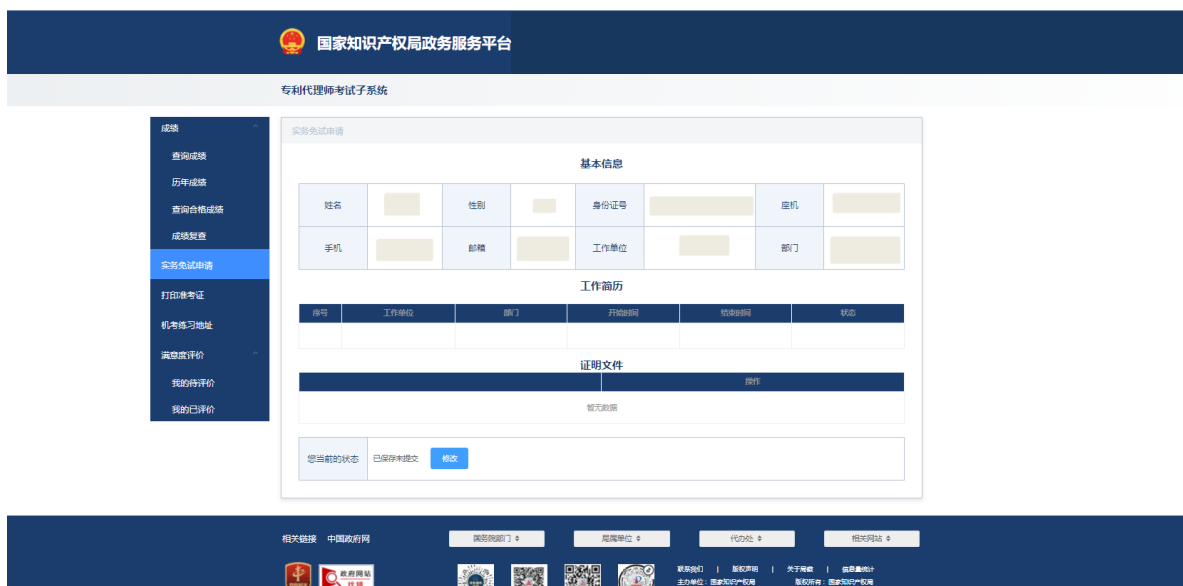 国家知识产权局政务服务平台
专利代理师考试子系统
成绩
查询成绩
历年成绩
查询合格成绩
成绩复查
实务免试申请
打印准考证
机考练习地址
满意度评价
我的待评价
我的已评价
实务免试申请
基本信息
姓名 性别 身份证号 座机
手机 邮箱 工作单位 部门
工作简历
序号 工作单位 部门 开始时间 结束时间 状态
证明文件
操作
暂无数据
您当前的状态 已保存未提交 修改
相关链接 中国政府网 国务院部门 局属单位 代办处 相关网站
政府网站
找错
联系我们 | 版权声明 | 关于局徽 | 信息量统计
主办单位：国家知识产权局 版权所有：国家知识产权局